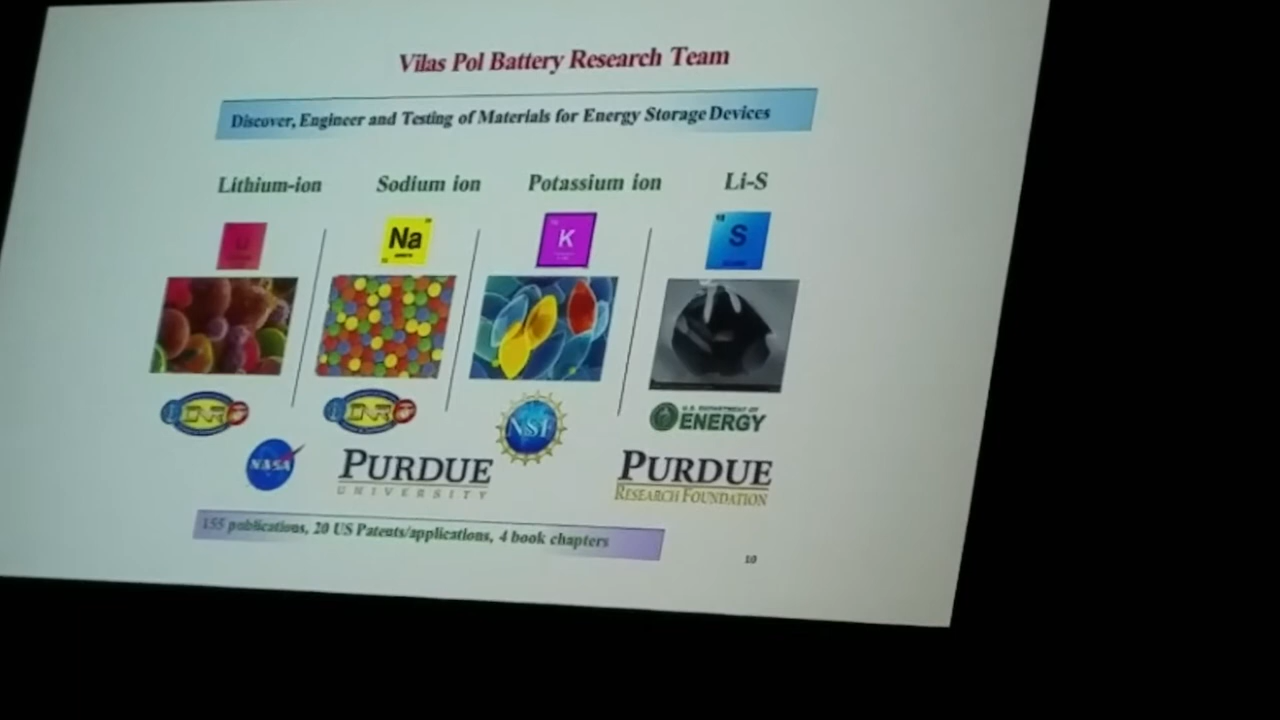 Vilas Pol Battery Research Team
Discover, Engineer and Testing of Materials for Energy Storage Devices
Lithium-ion Sodium ion Potassium ion Li-S
Na K S
ONR ONR NSF U.S. DEPARTMENT OF
ENERGY
NASA PURDUE UNIVERSITY PURDUE RESEARCH FOUNDATION
155 publications, 20 US Patents/applications, 4 book chapters
10